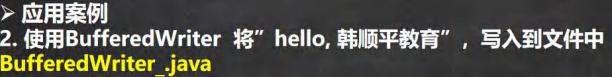 ➢ 应用案例
2. 使用BufferedWriter 将”hello, 韩顺平教育”, 写入到文件中
BufferedWriter_.java